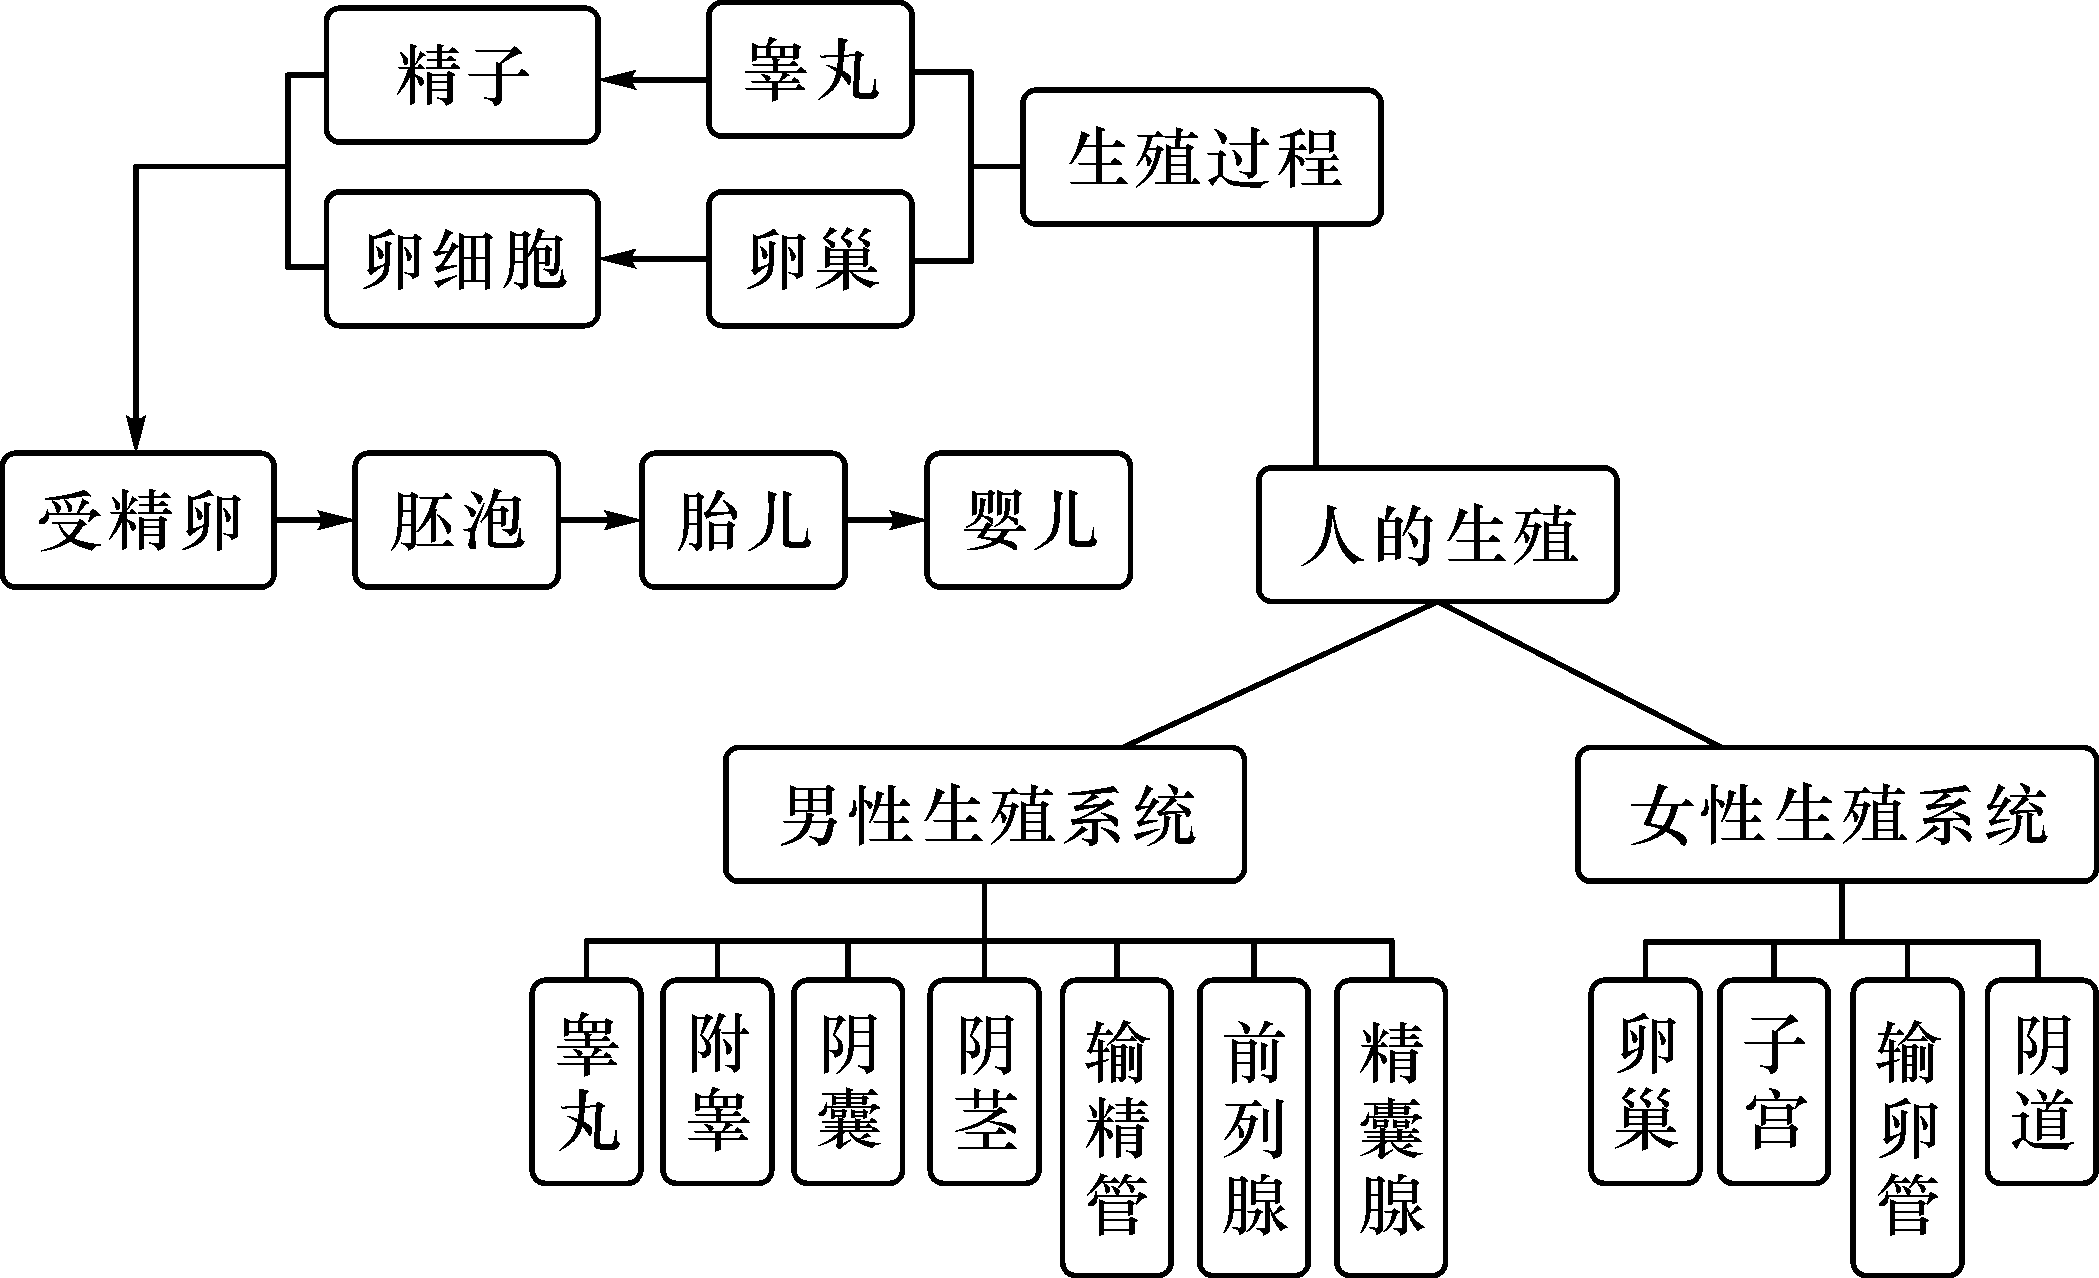 精子
睾丸
生殖过程
卵细胞
卵巢
受精卵
胚泡
胎儿
婴儿
人的生殖
男性生殖系统
女性生殖系统
睾丸
附睾
阴囊
阴茎
输精管
前列腺
精囊腺
卵巢
子宫
输卵管
阴道